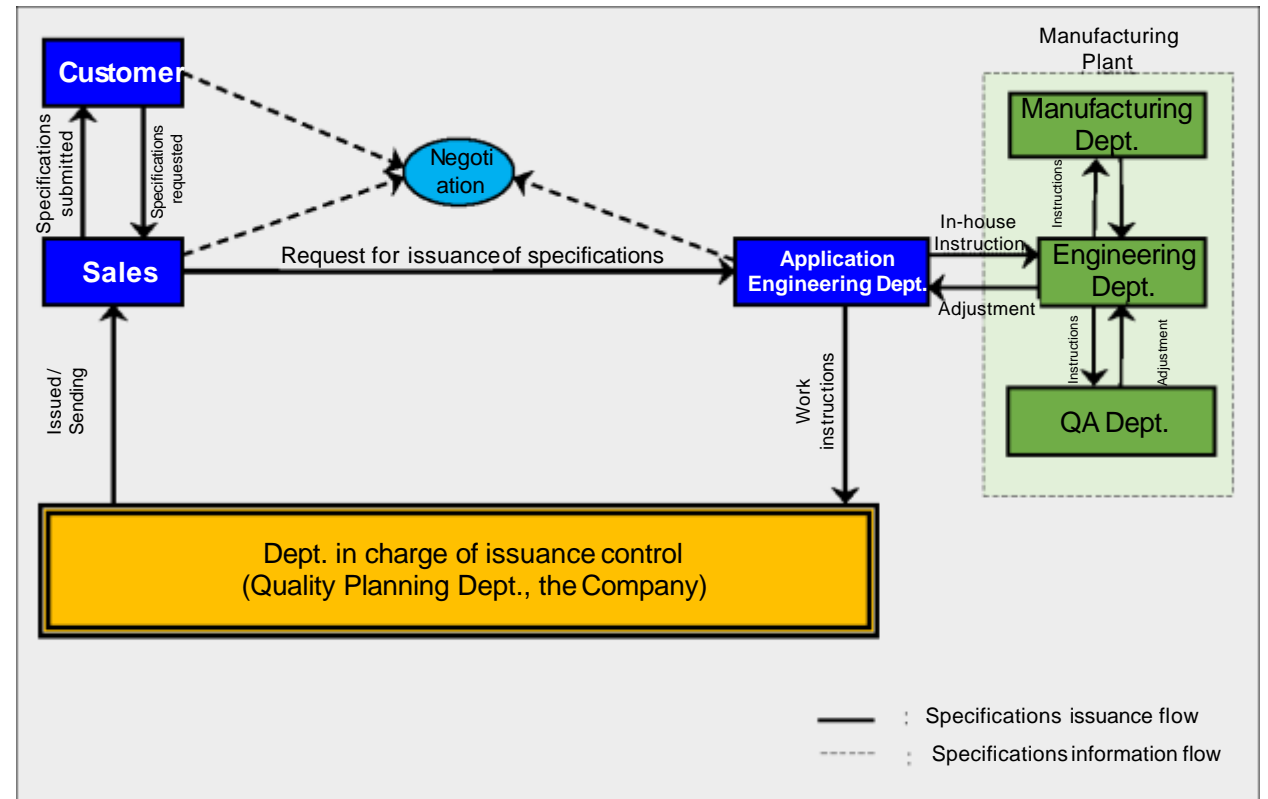 Manufacturing
Plant
Customer
Manufacturing
Dept.
Specifications
submitted
Specifications
requested
Negoti
ation
Instructions
In-house
Instruction
Sales
Request for issuance of specifications
Application
Engineering Dept.
Engineering
Dept.
Adjustment
Issued/
Sending
Work
instructions
Instructions
Adjustment
QA Dept.
Dept. in charge of issuance control
(Quality Planning Dept., the Company)
: Specifications issuance flow
: Specifications information flow